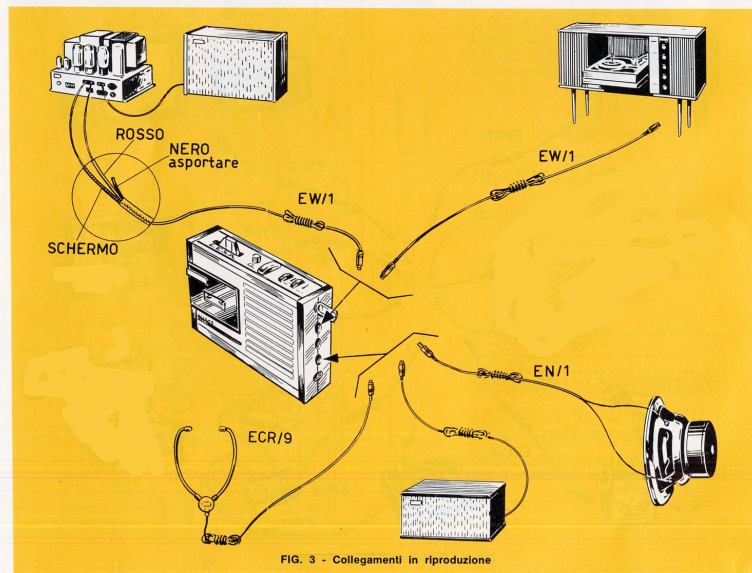 ROSSO
NERO
asportare
SCHERMO
EW/1
EW/1
EN/1
ECR/9
FIG. 3 - Collegamenti in riproduzione